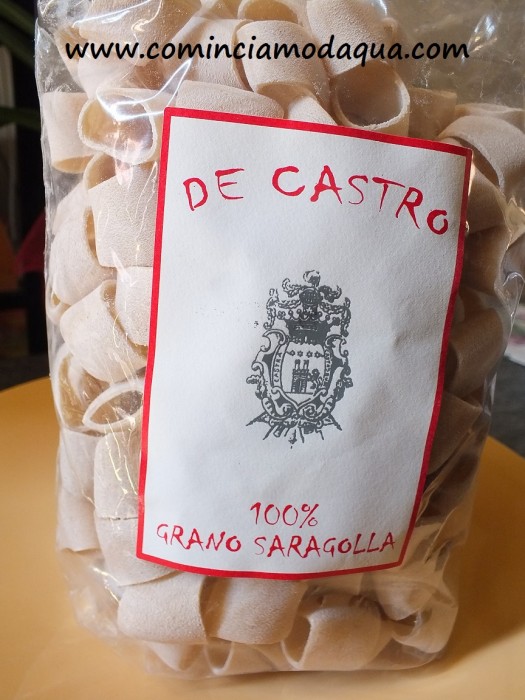 www.cominciamodaqua.com
DE CASTRO
100%
GRANO SARAGOLLA